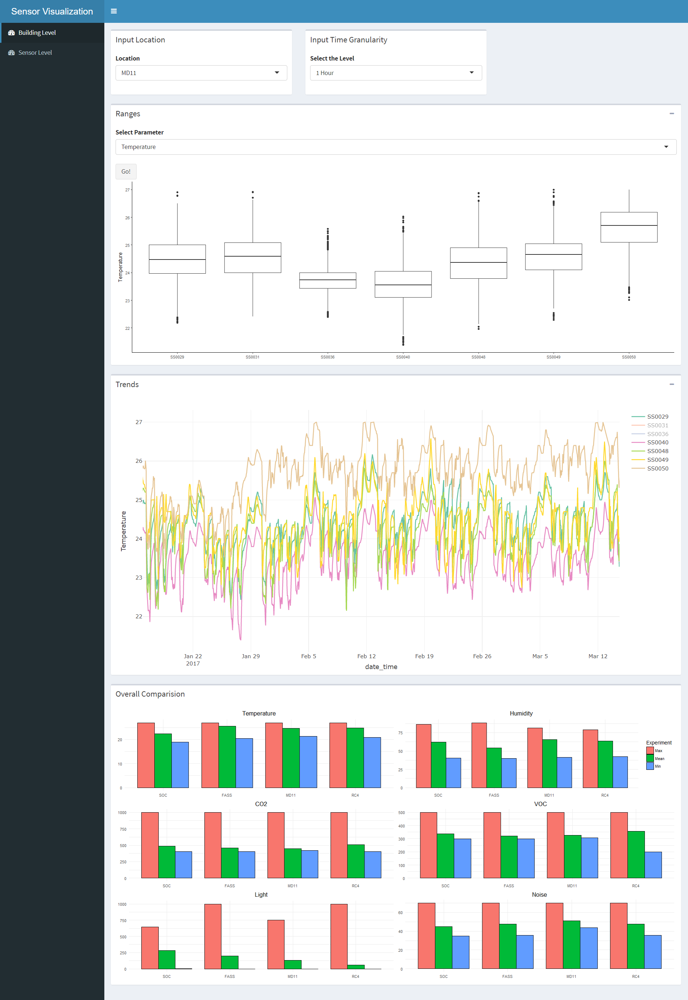 Sensor Visualization
Building Level
Sensor Level
Input Location
Location
MD11
Input Time Granularity
Select the Level
1 Hour
Ranges
Select Parameter
Temperature
Go!
27
26
25
24
23
22
Temperature
SS0029 SS0031 SS0036 SS0040 SS0048 SS0049 SS0050
Trends
27
26
25
24
23
22
Temperature
Jan 22 Jan 29 Feb 5 Feb 12 Feb 19 Feb 26 Mar 5 Mar 12
2017
date_time
SS0029
SS0031
SS0036
SS0040
SS0048
SS0049
SS0050
Overall Comparision
Temperature
20
10
0
SOC FASS MD11 RC4
Humidity
75
50
25
0
SOC FASS MD11 RC4
Experiment
Max
Mean
Min
CO2
1000
750
500
250
0
SOC FASS MD11 RC4
VOC
500
400
300
200
100
0
SOC FASS MD11 RC4
Light
1000
750
500
250
0
SOC FASS MD11 RC4
Noise
60
40
20
0
SOC FASS MD11 RC4